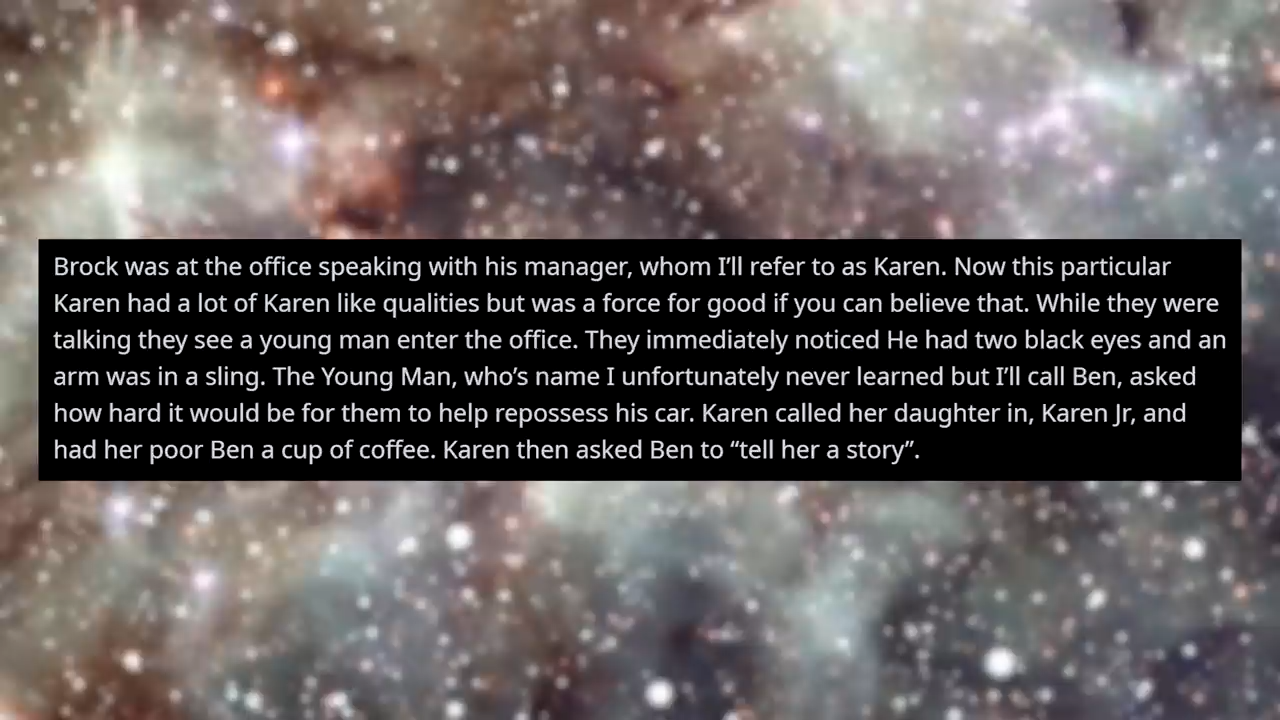 Brock was at the office speaking with his manager, whom I’ll refer to as Karen. Now this particular
Karen had a lot of Karen like qualities but was a force for good if you can believe that. While they were
talking they see a young man enter the office. They immediately noticed He had two black eyes and an
arm was in a sling. The Young Man, who’s name I unfortunately never learned but I’ll call Ben, asked
how hard it would be for them to help repossess his car. Karen called her daughter in, Karen Jr, and
had her poor Ben a cup of coffee. Karen then asked Ben to “tell her a story”.